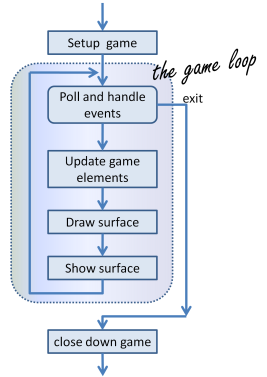 Setup game
the game loop
Poll and handle
events
exit
Update game
elements
Draw surface
Show surface
close down game